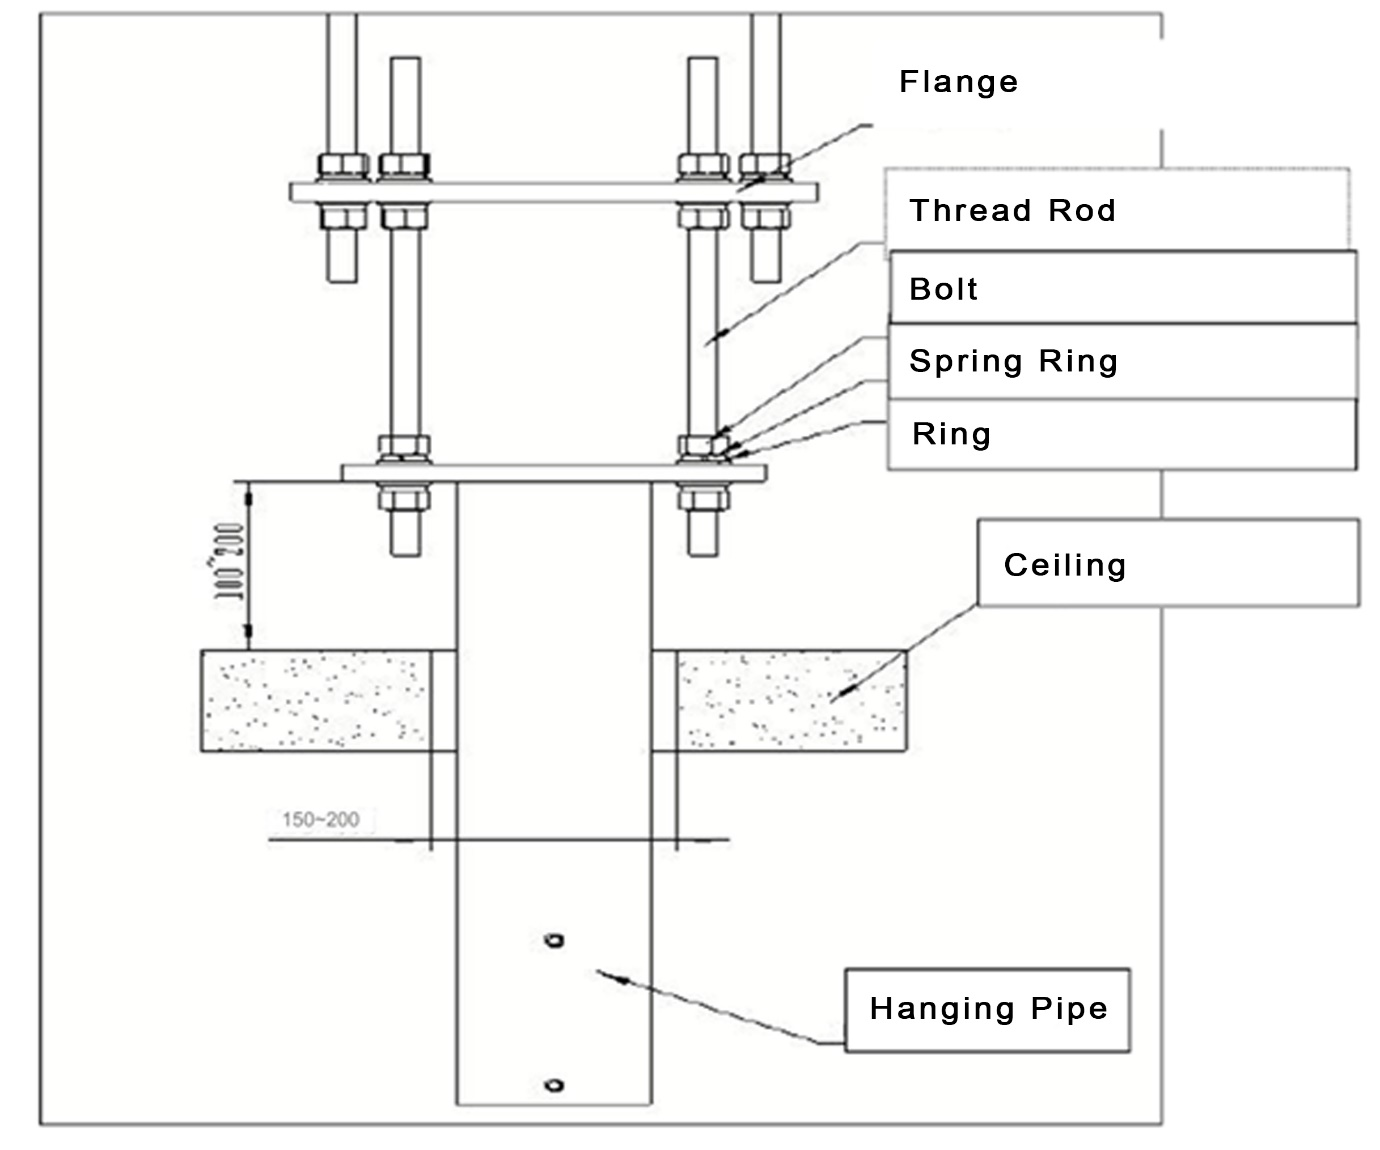 Flange
Thread Rod
Bolt
Spring Ring
Ring
100~200
Ceiling
150~200
Hanging Pipe